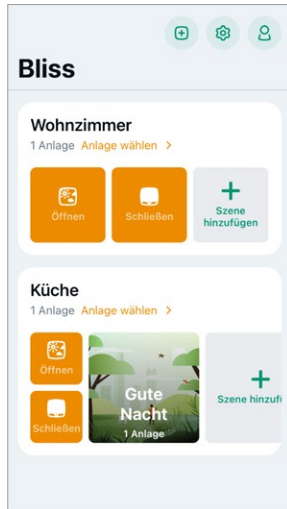 Bliss
Wohnzimmer
1 Anlage Anlage wählen >
Öffnen
Schließen
Szene
hinzufügen
Küche
1 Anlage Anlage wählen >
Öffnen
Schließen
Gute
Nacht
1 Anlage
Szene hinzufü